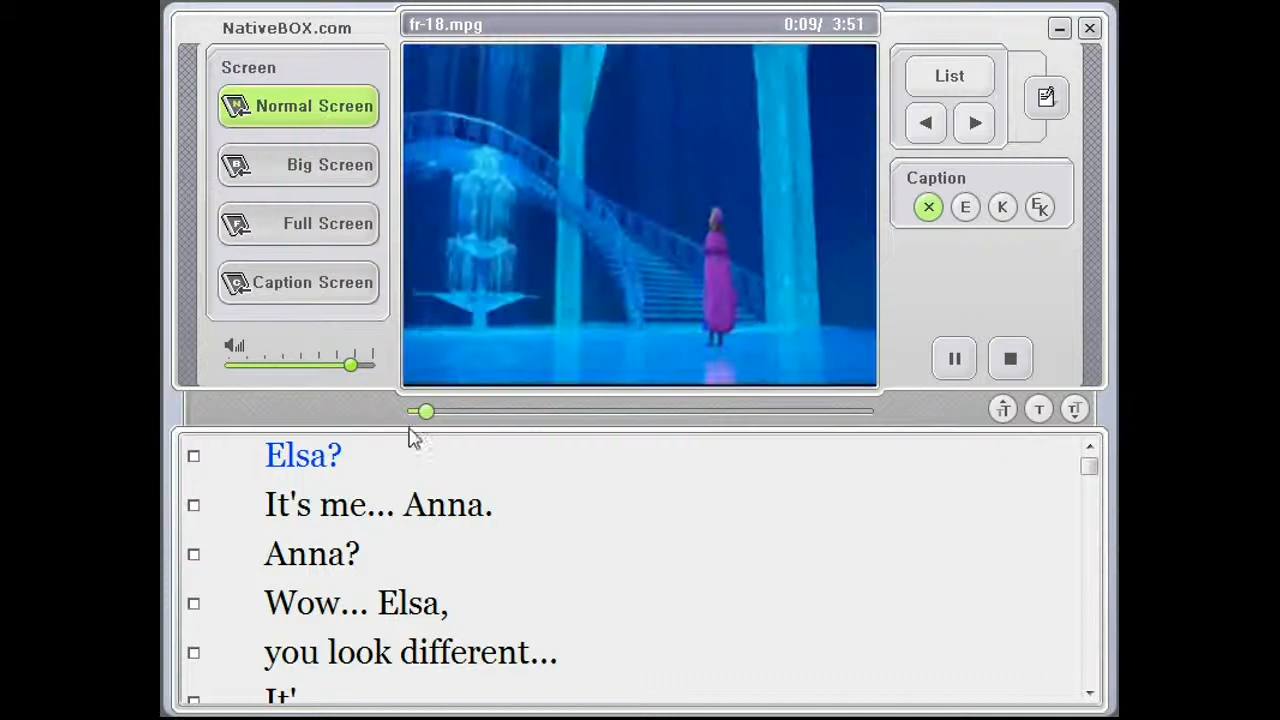 NativeBOX.com
fr-18.mpg 0:09/ 3:51
Screen
Normal Screen
Big Screen
Full Screen
Caption Screen
List
Caption
X E K EK
T T T
Elsa?
It's me... Anna.
Anna?
Wow... Elsa,
you look different...
It'